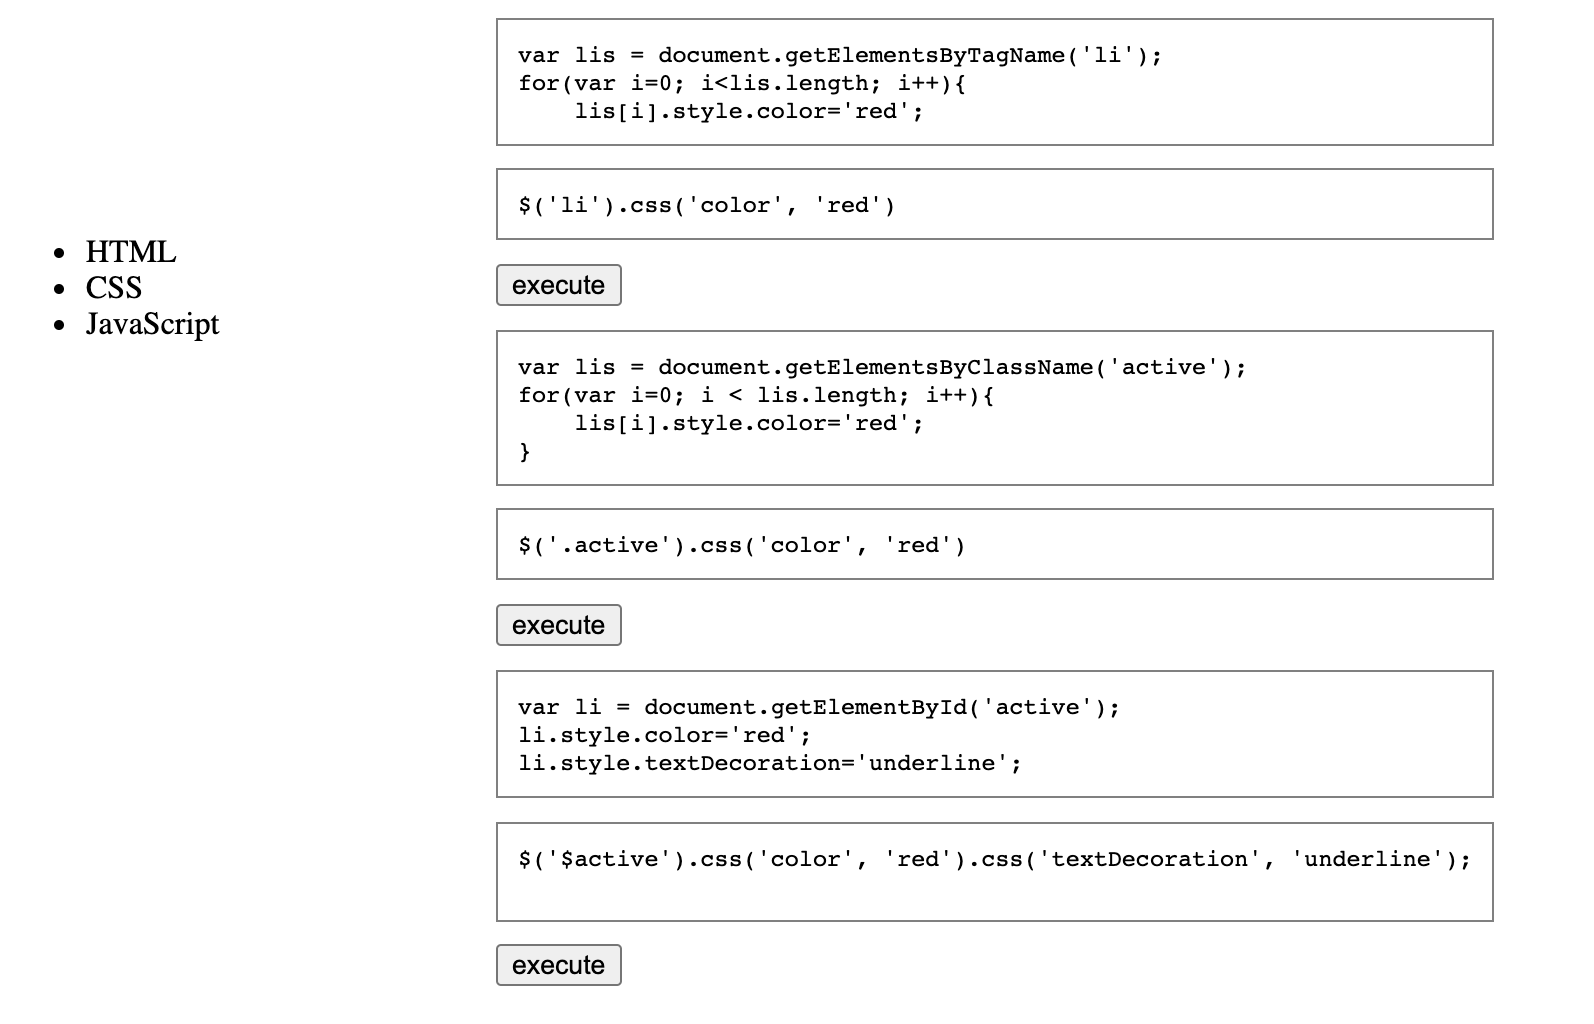 HTML
CSS
JavaScript
var lis = document.getElementsByTagName('li');
for(var i=0; i<lis.length; i++){
    lis[i].style.color='red';
$('li').css('color', 'red')
execute
var lis = document.getElementsByClassName('active');
for(var i=0; i < lis.length; i++){
    lis[i].style.color='red';
}
$('.active').css('color', 'red')
execute
var li = document.getElementById('active');
li.style.color='red';
li.style.textDecoration='underline';
$('$active').css('color', 'red').css('textDecoration', 'underline');
execute